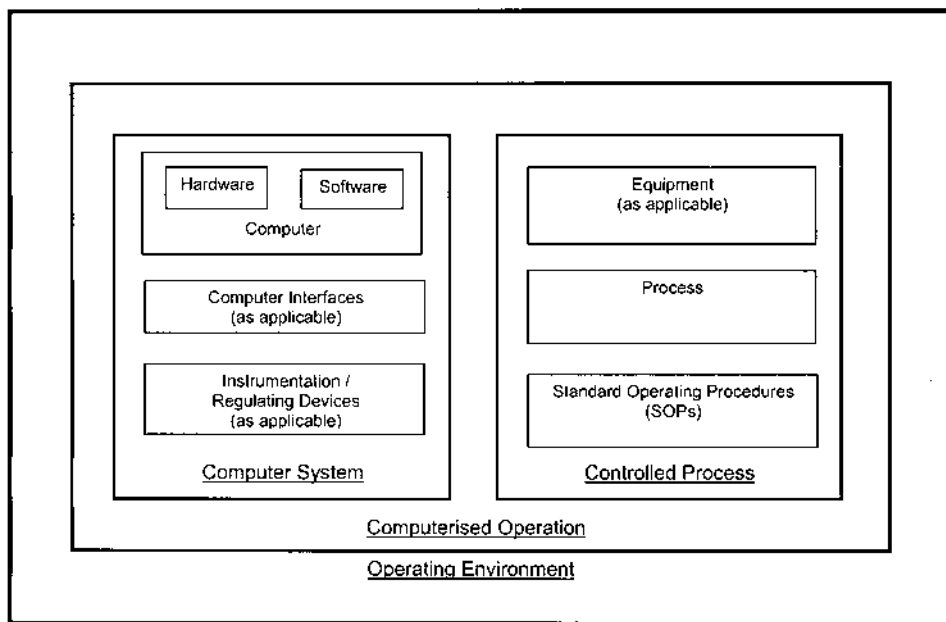 Hardware
Software
Computer
Computer Interfaces
(as applicable)
Instrumentation /
Regulating Devices
(as applicable)
Computer System
Equipment
(as applicable)
Process
Standard Operating Procedures
(SOPs)
Controlled Process
Computerised Operation
Operating Environment